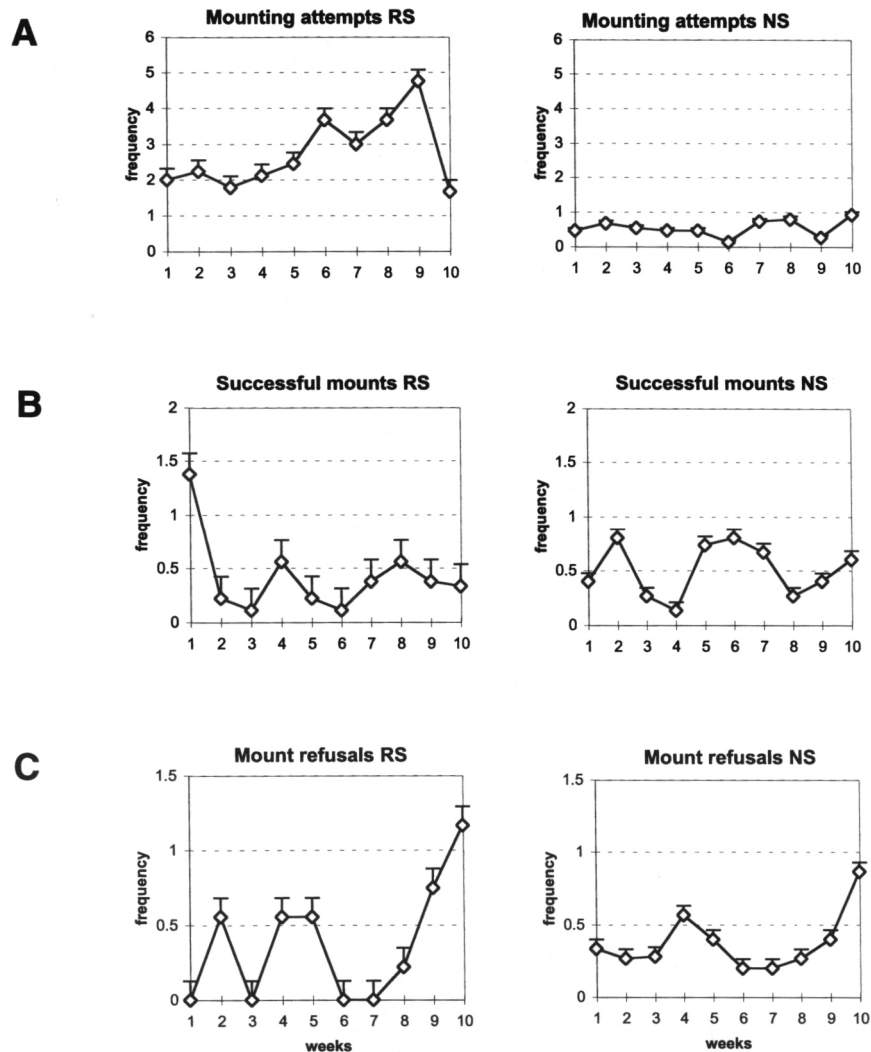 A
Mounting attempts RS
6
5
4
3
2
1
0
frequency
1 2 3 4 5 6 7 8 9 10
Mounting attempts NS
6
5
4
3
2
1
0
frequency
1 2 3 4 5 6 7 8 9 10
B
Successful mounts RS
2
1.5
1
0.5
0
frequency
1 2 3 4 5 6 7 8 9 10
Successful mounts NS
2
1.5
1
0.5
0
frequency
1 2 3 4 5 6 7 8 9 10
C
Mount refusals RS
1.5
1
0.5
0
frequency
1 2 3 4 5 6 7 8 9 10
weeks
Mount refusals NS
1.5
1
0.5
0
frequency
1 2 3 4 5 6 7 8 9 10
weeks